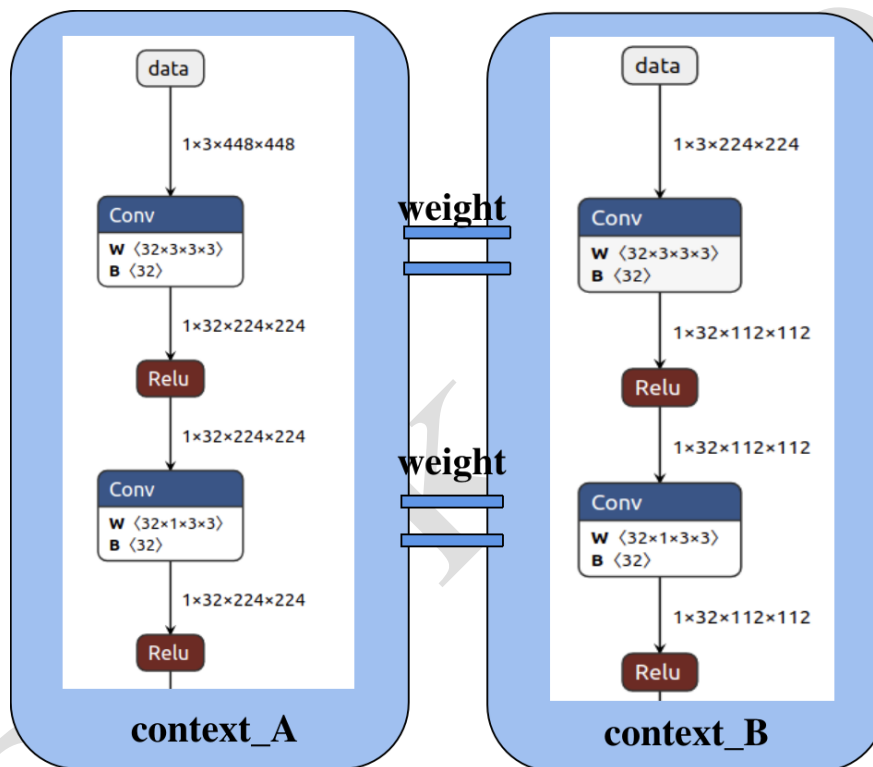 data
1×3×448×448
Conv
W ⟨32×3×3×3⟩
B ⟨32⟩
1×32×224×224
Relu
1×32×224×224
Conv
W ⟨32×1×3×3⟩
B ⟨32⟩
1×32×224×224
Relu
context_A
weight
weight
data
1×3×224×224
Conv
W ⟨32×3×3×3⟩
B ⟨32⟩
1×32×112×112
Relu
1×32×112×112
Conv
W ⟨32×1×3×3⟩
B ⟨32⟩
1×32×112×112
Relu
context_B